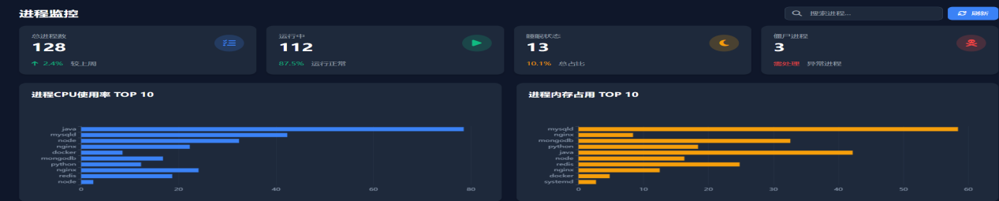 进程监控
搜索进程...
刷新
总进程数
128
2.4% 较上周
运行中
112
87.5% 运行正常
睡眠状态
13
10.1% 总占比
僵尸进程
3
需处理 异常进程
进程CPU使用率 TOP 10
java
mysqld
node
nginx
docker
mongodb
python
nginx
redis
node
0 20 40 60 80
进程内存占用 TOP 10
mysqld
nginx
mongodb
python
java
node
redis
nginx
docker
systemd
0 10 20 30 40 50 60